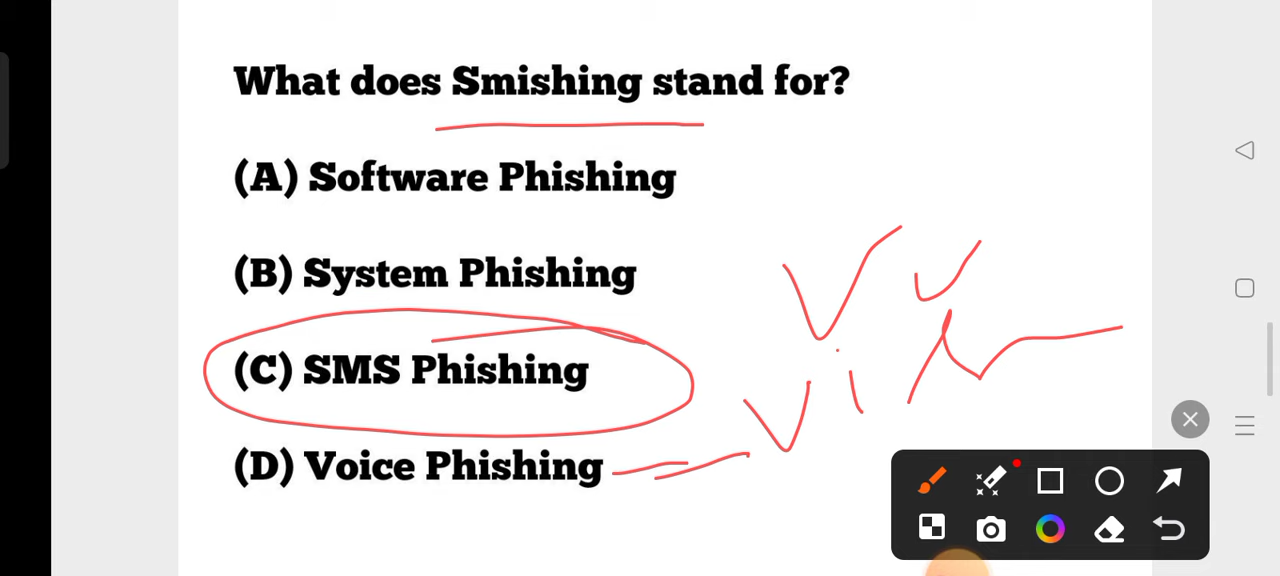 What does Smishing stand for?
(A) Software Phishing
(B) System Phishing
(C) SMS Phishing
(D) Voice Phishing